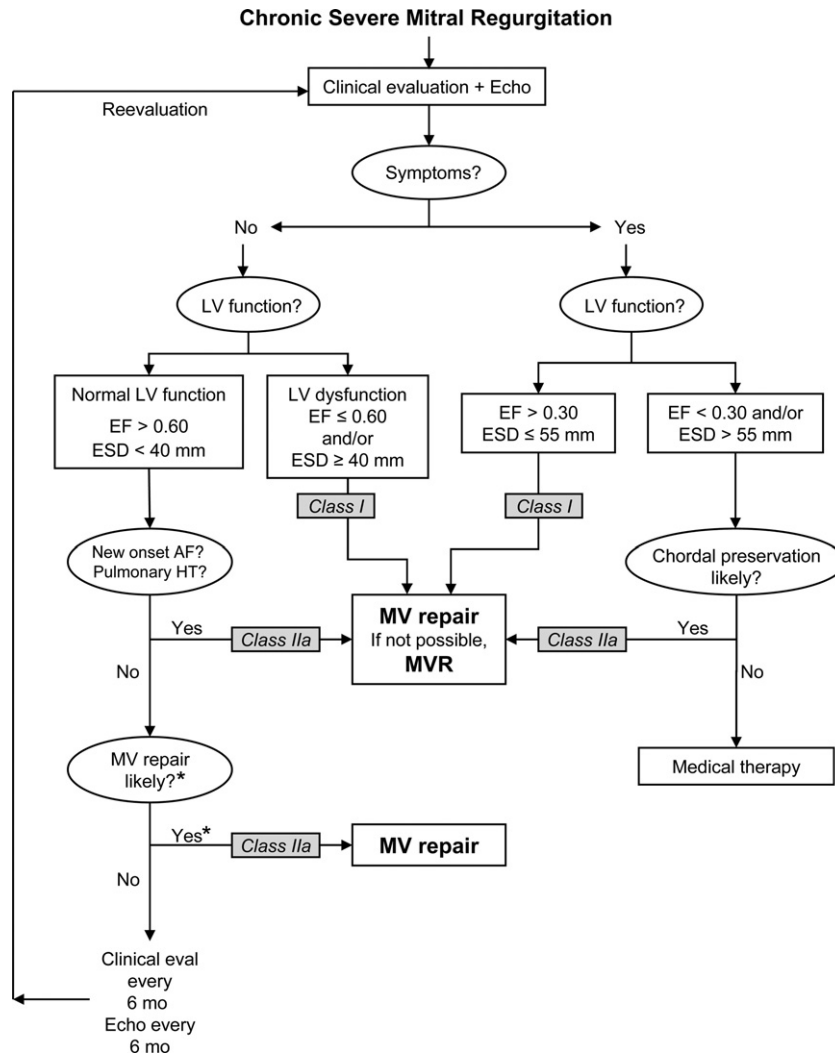 Chronic Severe Mitral Regurgitation
Clinical evaluation + Echo
Reevaluation
Symptoms?
No
Yes
LV function?
LV function?
Normal LV function
EF > 0.60
ESD < 40 mm
LV dysfunction
EF ≤ 0.60
and/or
ESD ≥ 40 mm
EF > 0.30
ESD ≤ 55 mm
EF < 0.30 and/or
ESD > 55 mm
Class I
Class I
New onset AF?
Pulmonary HT?
Chordal preservation
likely?
MV repair
If not possible,
MVR
Yes
Class IIa
Class IIa
Yes
No
No
MV repair
likely?*
Medical therapy
Yes*
Class IIa
MV repair
No
Clinical eval
every
6 mo
Echo every
6 mo